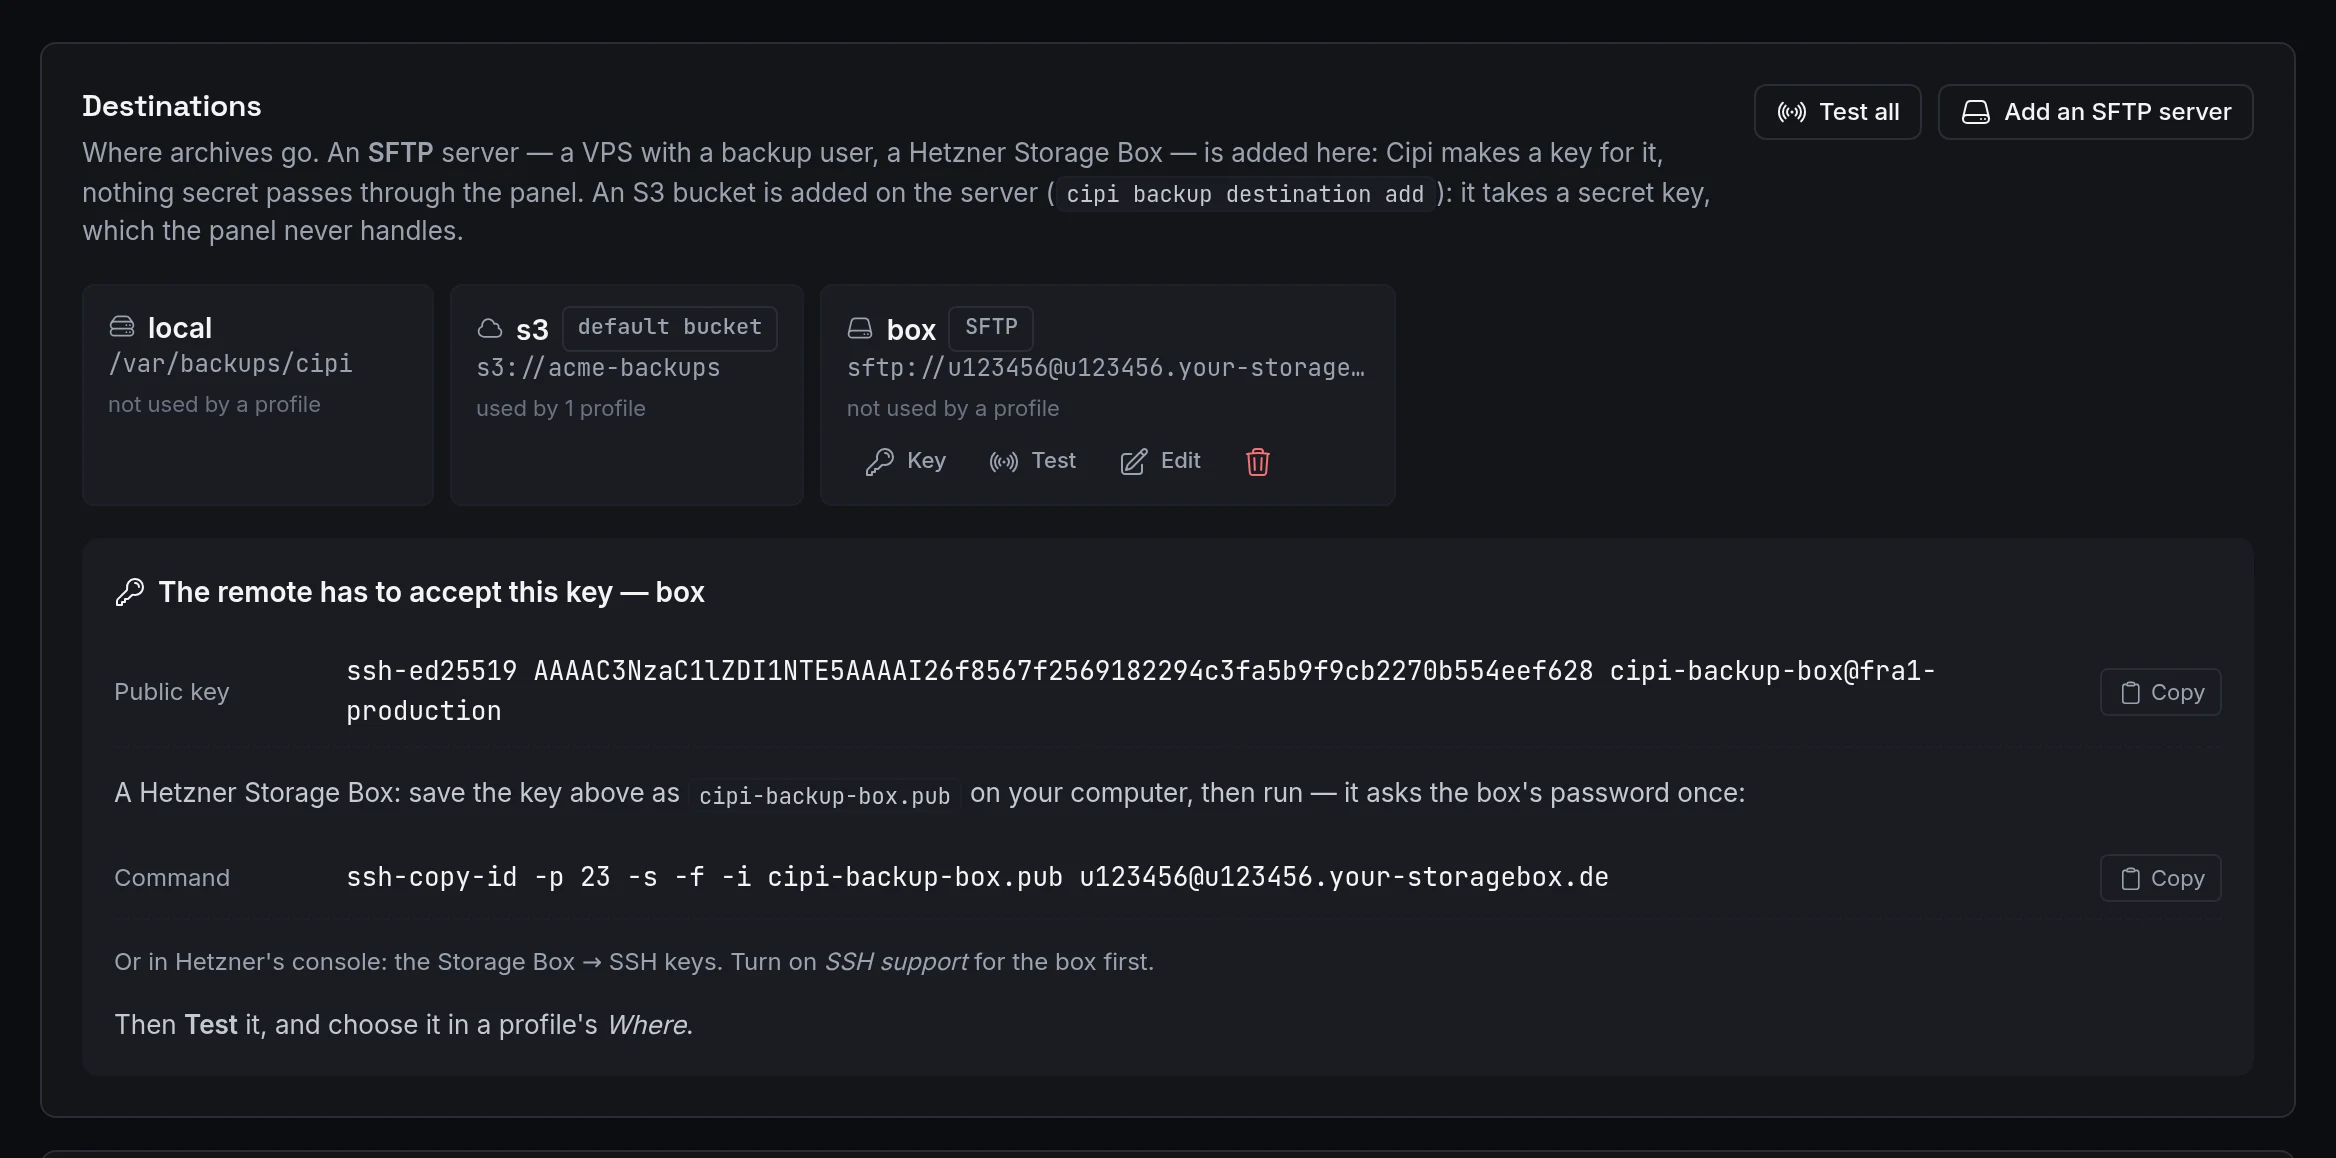 Destinations
Test all
Add an SFTP server
Where archives go. An SFTP server — a VPS with a backup user, a Hetzner Storage Box — is added here: Cipi makes a key for it,
nothing secret passes through the panel. An S3 bucket is added on the server ( cipi backup destination add ): it takes a secret key,
which the panel never handles.
local
/var/backups/cipi
not used by a profile
s3 default bucket
s3://acme-backups
used by 1 profile
box SFTP
sftp://u123456@u123456.your-storage…
not used by a profile
Key Test Edit
The remote has to accept this key — box
Public key
ssh-ed25519 AAAAC3NzaC1lZDI1NTE5AAAAI26f8567f2569182294c3fa5b9f9cb2270b554eef628 cipi-backup-box@fra1-
production
Copy
A Hetzner Storage Box: save the key above as cipi-backup-box.pub on your computer, then run — it asks the box's password once:
Command
ssh-copy-id -p 23 -s -f -i cipi-backup-box.pub u123456@u123456.your-storagebox.de
Copy
Or in Hetzner's console: the Storage Box → SSH keys. Turn on SSH support for the box first.
Then Test it, and choose it in a profile's Where.